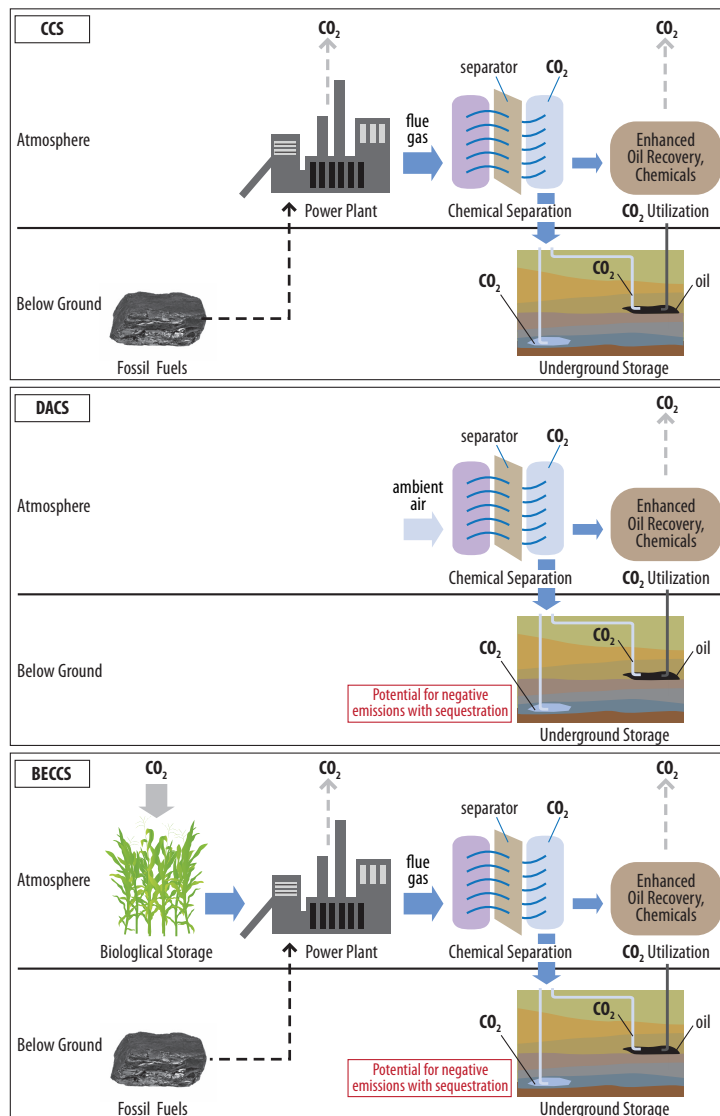 CCS
CO₂
CO₂
CO₂
separator
flue
gas
Atmosphere
Enhanced
Oil Recovery,
Chemicals
Power Plant
Chemical Separation
CO₂ Utilization
CO₂
CO₂
oil
Below Ground
Fossil Fuels
Underground Storage
DACS
CO₂
separator
CO₂
ambient
air
Atmosphere
Enhanced
Oil Recovery,
Chemicals
Chemical Separation
CO₂ Utilization
CO₂
CO₂
oil
Below Ground
Potential for negative
emissions with sequestration
Underground Storage
BECCS
CO₂
CO₂
CO₂
separator
CO₂
flue
gas
Atmosphere
Enhanced
Oil Recovery,
Chemicals
Biological Storage
Power Plant
Chemical Separation
CO₂ Utilization
CO₂
CO₂
oil
Below Ground
Potential for negative
emissions with sequestration
Fossil Fuels
Underground Storage